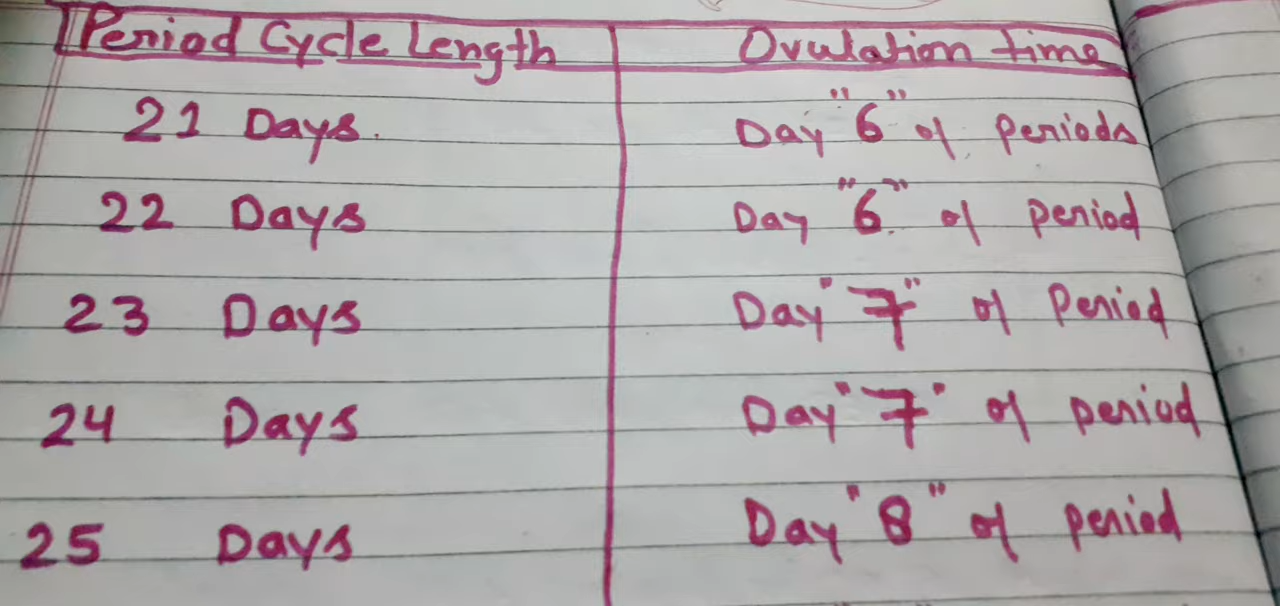 Period Cycle Length Ovulation time
21 Days. Day "6" of periods
22 Days Day "6" of period
23 Days Day "7" of Period
24 Days Day "7" of period
25 Days Day "8" of period